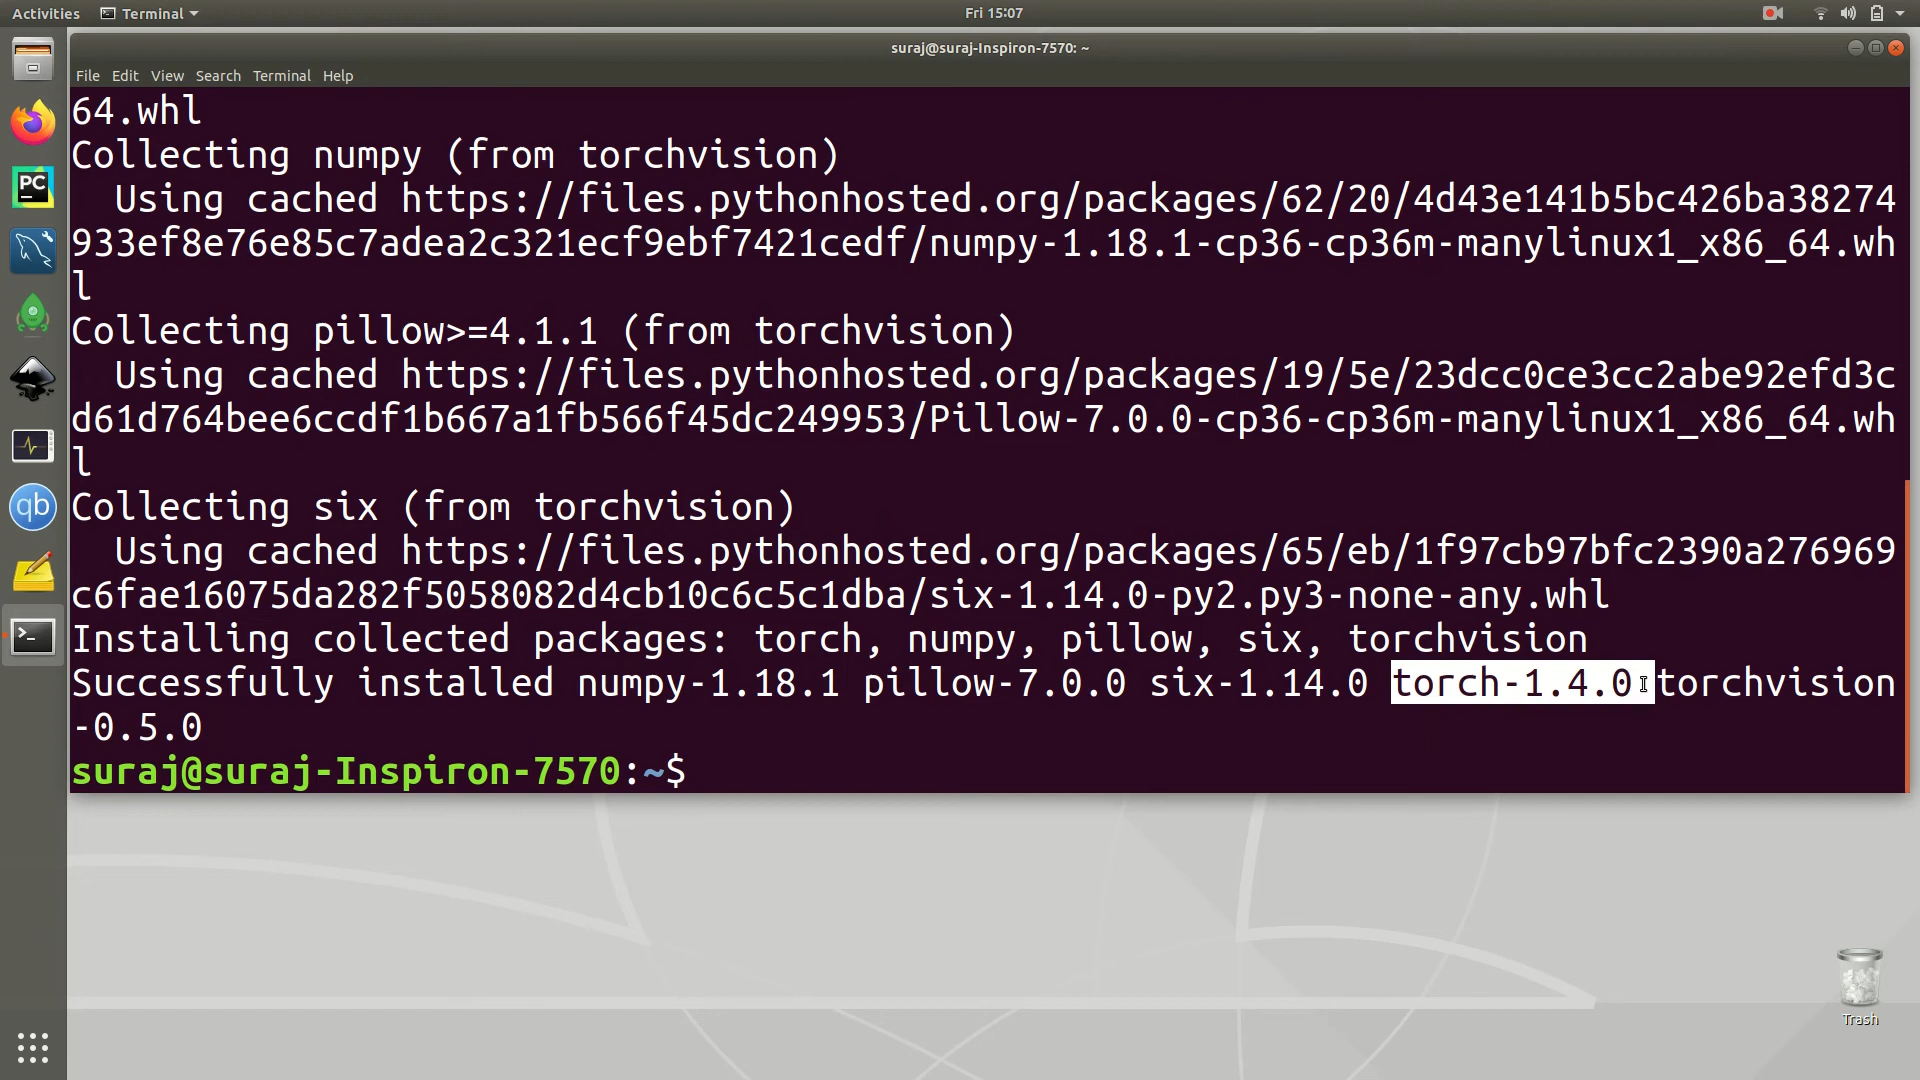 Activities Terminal Fri 15:07
suraj@suraj-Inspiron-7570: ~
File Edit View Search Terminal Help
64.whl
Collecting numpy (from torchvision)
  Using cached https://files.pythonhosted.org/packages/62/20/4d43e141b5bc426ba38274
933ef8e76e85c7adea2c321ecf9ebf7421cedf/numpy-1.18.1-cp36-cp36m-manylinux1_x86_64.wh
l
Collecting pillow>=4.1.1 (from torchvision)
  Using cached https://files.pythonhosted.org/packages/19/5e/23dcc0ce3cc2abe92efd3c
d61d764bee6ccdf1b667a1fb566f45dc249953/Pillow-7.0.0-cp36-cp36m-manylinux1_x86_64.wh
l
Collecting six (from torchvision)
  Using cached https://files.pythonhosted.org/packages/65/eb/1f97cb97bfc2390a276969
c6fae16075da282f5058082d4cb10c6c5c1dba/six-1.14.0-py2.py3-none-any.whl
Installing collected packages: torch, numpy, pillow, six, torchvision
Successfully installed numpy-1.18.1 pillow-7.0.0 six-1.14.0 torch-1.4.0 torchvision
-0.5.0
suraj@suraj-Inspiron-7570:~$
PC
qb
>_
Trash